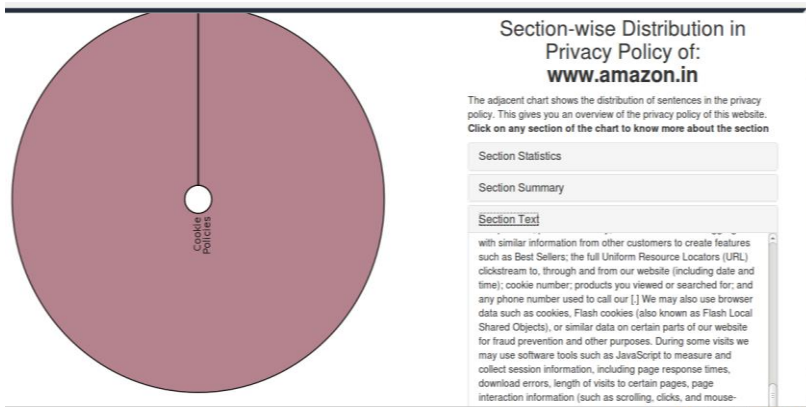 Section-wise Distribution in
Privacy Policy of:
www.amazon.in
The adjacent chart shows the distribution of sentences in the privacy
policy. This gives you an overview of the privacy policy of this website.
Click on any section of the chart to know more about the section
Section Statistics
Section Summary
Section Text
with similar information from other customers to create features
such as Best Sellers; the full Uniform Resource Locators (URL)
clickstream to, through and from our website (including date and
time); cookie number; products you viewed or searched for; and
any phone number used to call our [.] We may also use browser
data such as cookies, Flash cookies (also known as Flash Local
Shared Objects), or similar data on certain parts of our website
for fraud prevention and other purposes. During some visits we
may use software tools such as JavaScript to measure and
collect session information, including page response times,
download errors, length of visits to certain pages, page
interaction information (such as scrolling, clicks, and mouse-
Cookie
Policies